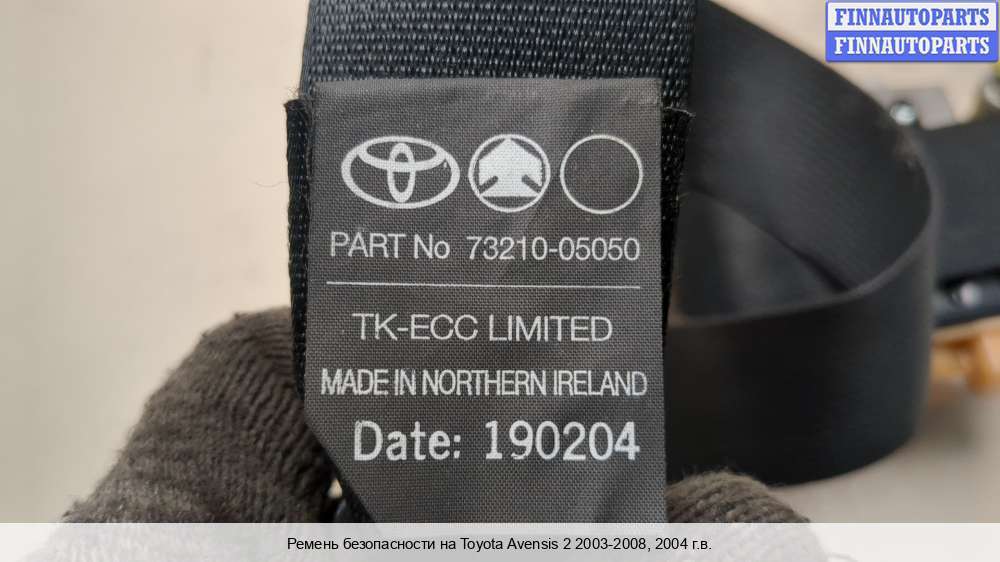 FINNAUTOPARTS
FINNAUTOPARTS
PART No 73210-05050
TK-ECC LIMITED
MADE IN NORTHERN IRELAND
Date: 190204
Ремень безопасности на Toyota Avensis 2 2003-2008, 2004 г.в.